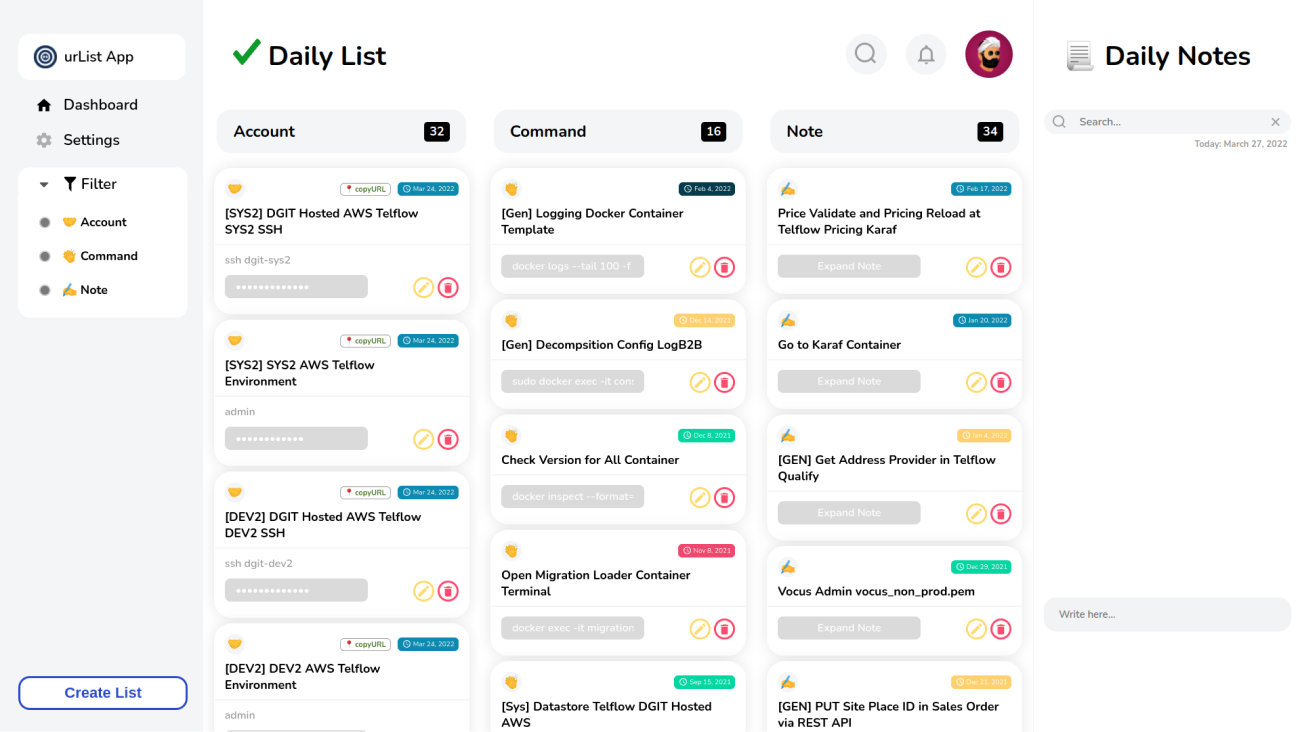 urList App
Dashboard
Settings
Filter
Account
Command
Note
Create List
Daily List
Account 32
copyURL Mar 24, 2022
[SYS2] DGIT Hosted AWS Telflow
SYS2 SSH
ssh dgit-sys2
copyURL Mar 24, 2022
[SYS2] SYS2 AWS Telflow
Environment
admin
copyURL Mar 24, 2022
[DEV2] DGIT Hosted AWS Telflow
DEV2 SSH
ssh dgit-dev2
copyURL Mar 24, 2022
[DEV2] DEV2 AWS Telflow
Environment
admin
Command 16
Feb 4, 2022
[Gen] Logging Docker Container
Template
docker logs --tail 100 -f
Dec 14, 2021
[Gen] Decompsition Config LogB2B
sudo docker exec -it con
Dec 8, 2021
Check Version for All Container
docker inspect --format=
Nov 8, 2021
Open Migration Loader Container
Terminal
docker exec -it migration
Sep 15, 2021
[Sys] Datastore Telflow DGIT Hosted
AWS
Note 34
Feb 17, 2022
Price Validate and Pricing Reload at
Telflow Pricing Karaf
Expand Note
Jan 20, 2022
Go to Karaf Container
Expand Note
Jan 4, 2022
[GEN] Get Address Provider in Telflow
Qualify
Expand Note
Dec 29, 2021
Vocus Admin vocus_non_prod.pem
Expand Note
Dec 21, 2021
[GEN] PUT Site Place ID in Sales Order
via REST API
Daily Notes
Search...
Today: March 27, 2022
Write here...